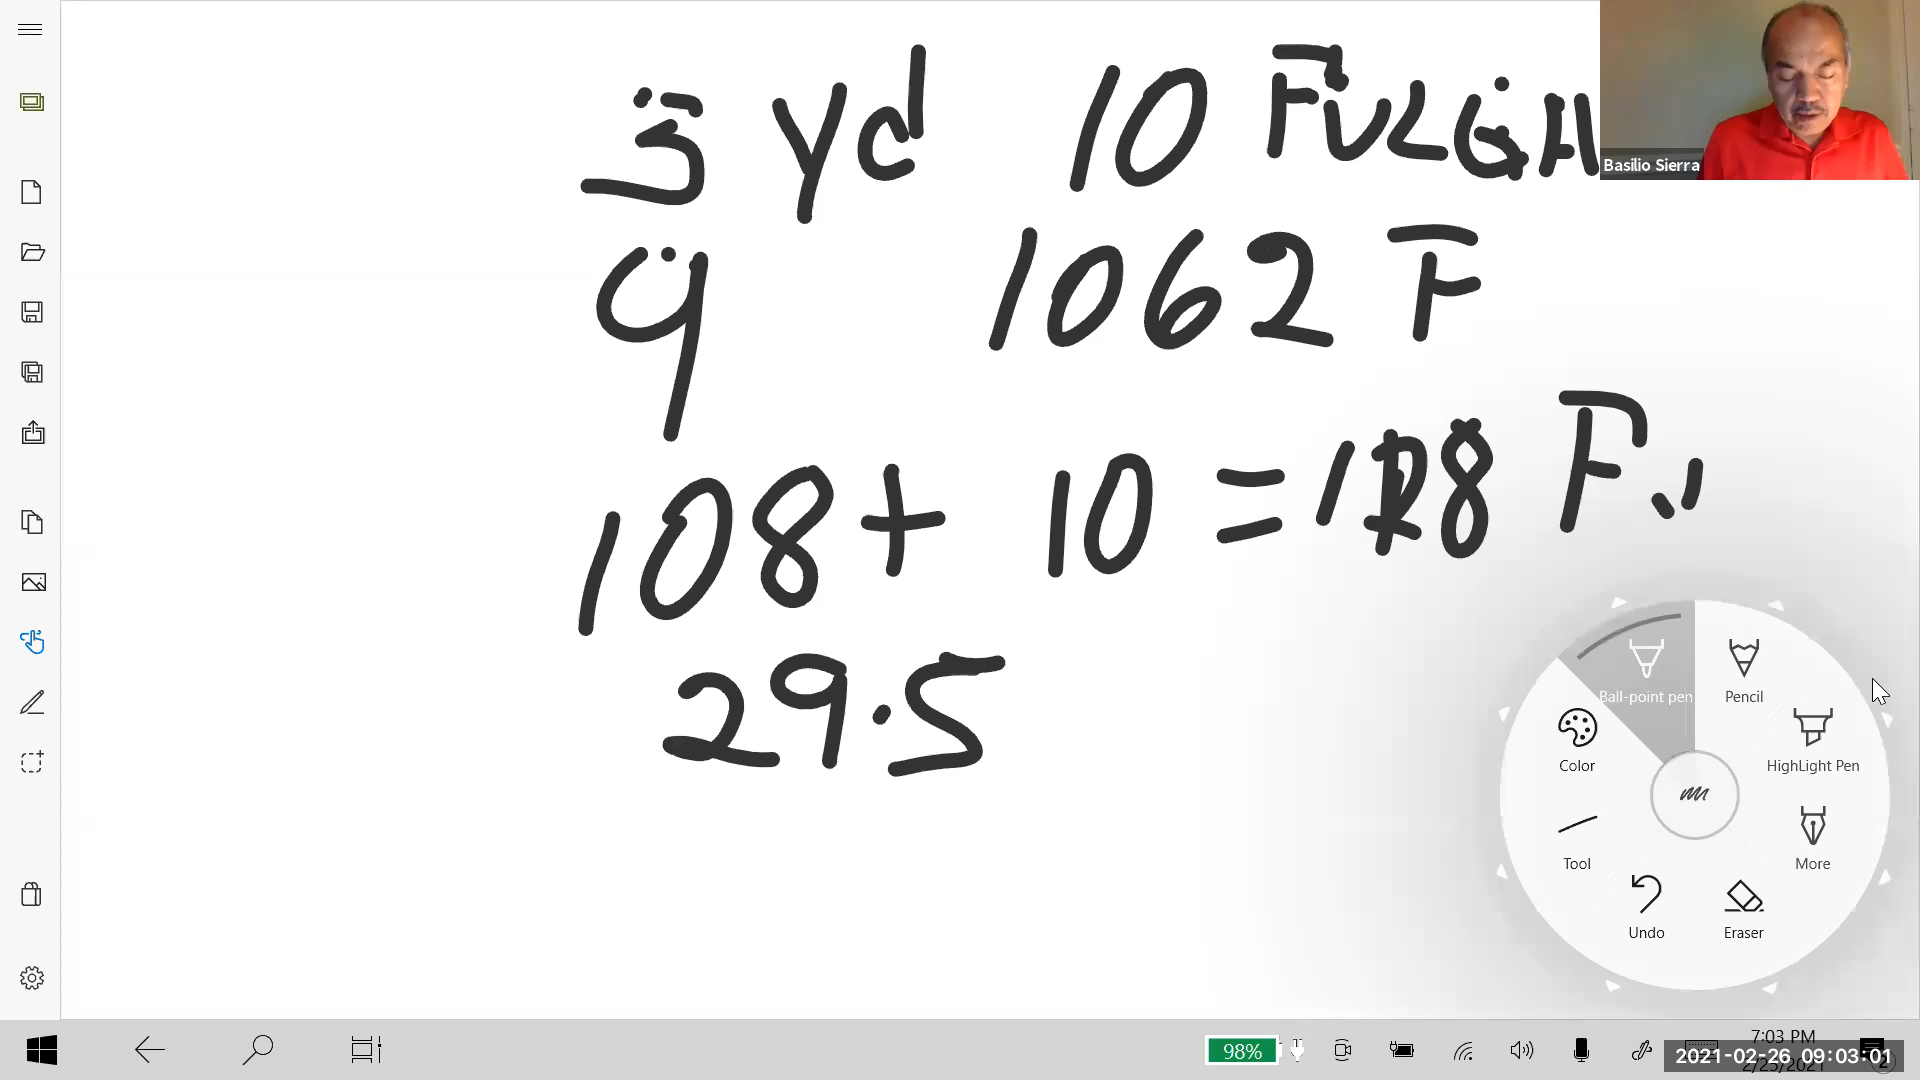 3 yd 10 FULGA
9 1062 F
108 + 10 = 118 F
29.5
Basilio Sierra
Ball-point pen
Pencil
Color
HighLight Pen
Tool
More
Undo
Eraser
98%
7:03 PM
2021-02-26 09:03:01